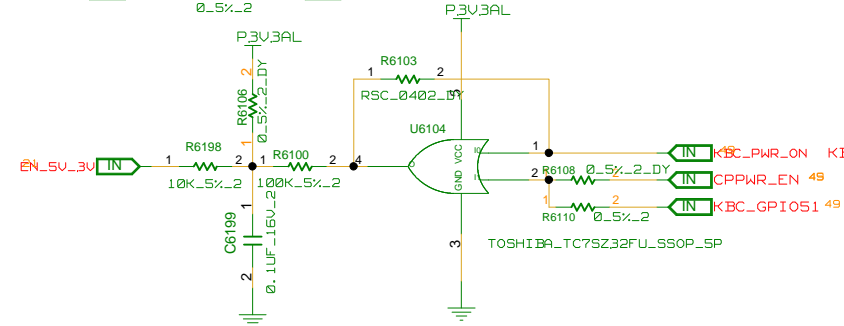 0_5%_2
P3V3AL
P3V3AL
R6103
1 2
RSC_0402_DY
2
R6106
0_5%_2_DY
1
5
U6104
VCC
GND
R6198
1 2
10K_5%_2
R6100
1 2
100K_5%_2
4
EN_5V_3V
IN
1
2
3
R6108
0_5%_2_DY
2
1 2
R6110
0_5%_2
IN
KBC_PWR_ON
IN
CPPWR_EN 49
IN
KBC_GPIO51 49
C6199
1
2
0.1UF_16V_2
TOSHIBA_TC7SZ32FU_SSOP_5P